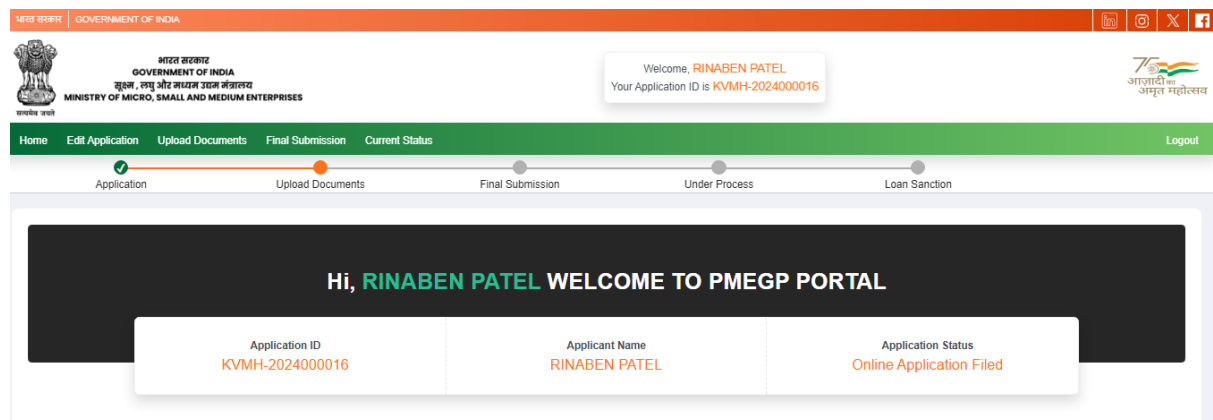 भारत सरकार GOVERNMENT OF INDIA
भारत सरकार
GOVERNMENT OF INDIA
सूक्ष्म , लघु और मध्यम उद्यम मंत्रालय
MINISTRY OF MICRO, SMALL AND MEDIUM ENTERPRISES
सत्यमेव जयते
Welcome, RINABEN PATEL
Your Application ID is KVMH-2024000016
75
आज़ादी का
अमृत महोत्सव
Home Edit Application Upload Documents Final Submission Current Status Logout
Application Upload Documents Final Submission Under Process Loan Sanction
Hi, RINABEN PATEL WELCOME TO PMEGP PORTAL
Application ID Applicant Name Application Status
KVMH-2024000016 RINABEN PATEL Online Application Filed